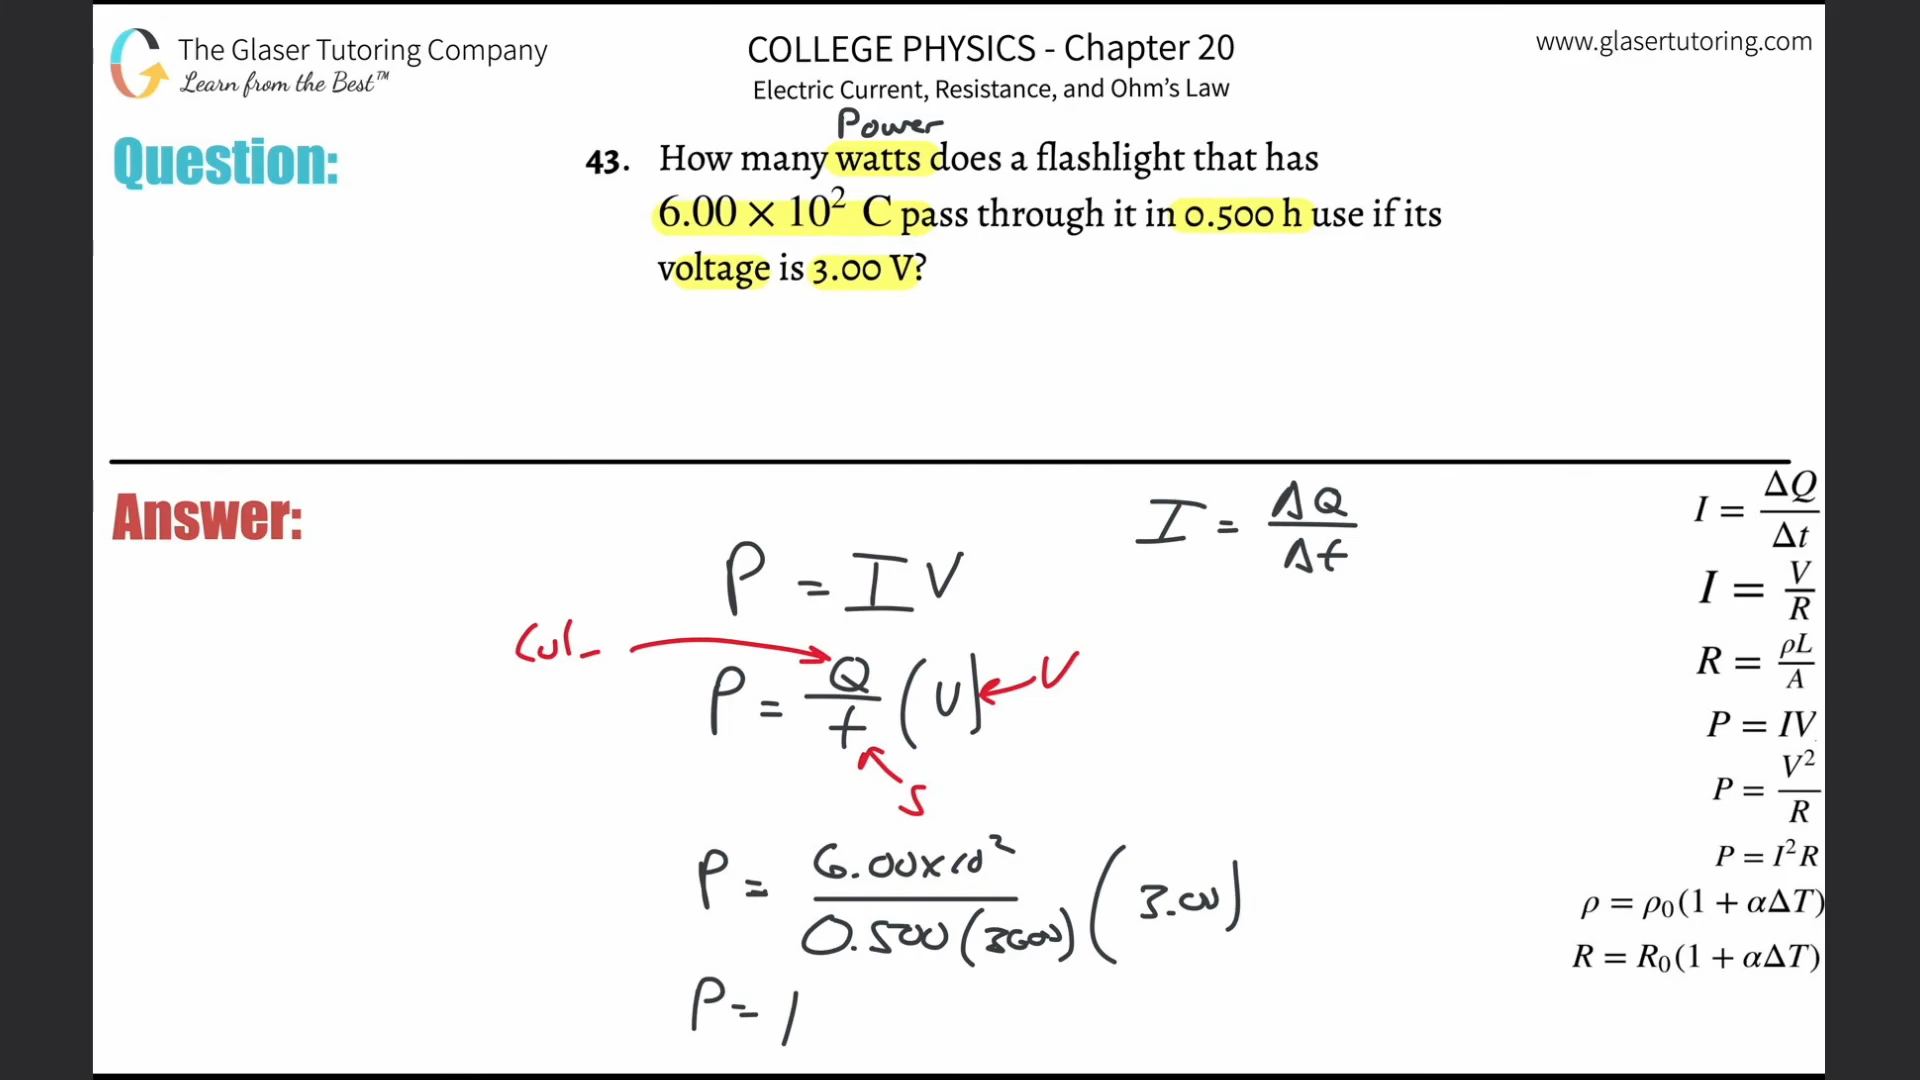 The Glaser Tutoring Company
Learn from the Best™
COLLEGE PHYSICS - Chapter 20
Electric Current, Resistance, and Ohm's Law
www.glasertutoring.com
Question:
Power
43. How many watts does a flashlight that has
6.00 × 10² C pass through it in 0.500 h use if its
voltage is 3.00 V?
Answer:
I = ΔQ/Δt
P = IV
Cul
P = Q/t (V)
V
S
P = 6.00x10²/0.500(3600) (3.00)
P = 1
I = ΔQ/Δt
I = V/R
R = ρL/A
P = IV
P = V²/R
P = I²R
ρ = ρ₀(1 + αΔT)
R = R₀(1 + αΔT)